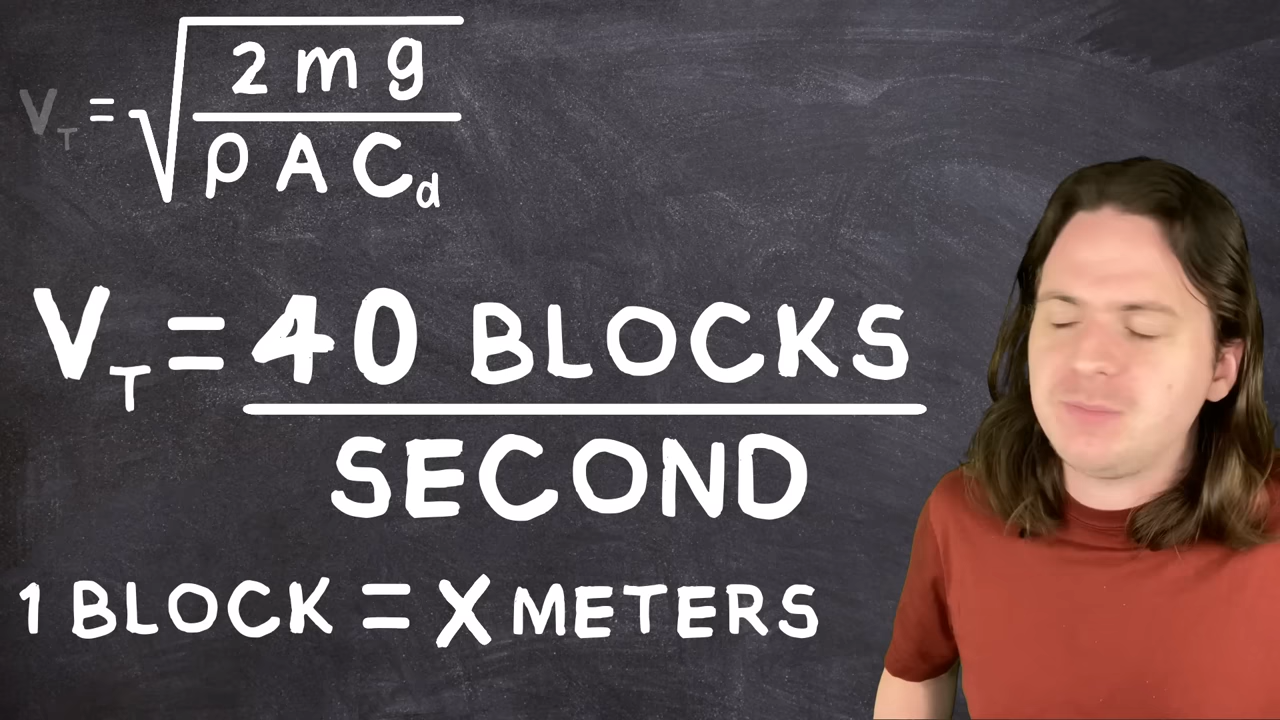 V_T = √(2 m g / ρ A C_d)
V_T = 40 BLOCKS
SECOND
1 BLOCK = X METERS